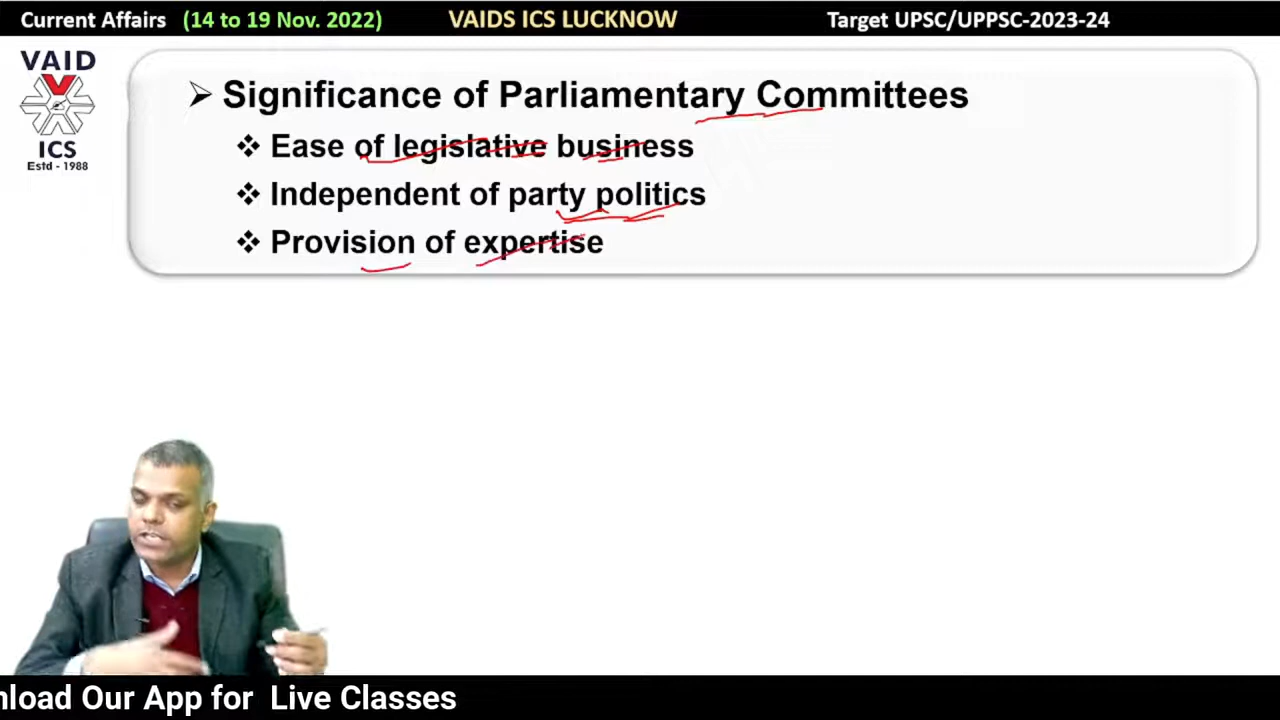 Current Affairs (14 to 19 Nov. 2022) VAIDS ICS LUCKNOW Target UPSC/UPPSC-2023-24
VAID
ICS
Estd - 1988
➢ Significance of Parliamentary Committees
❖ Ease of legislative business
❖ Independent of party politics
❖ Provision of expertise
nload Our App for Live Classes